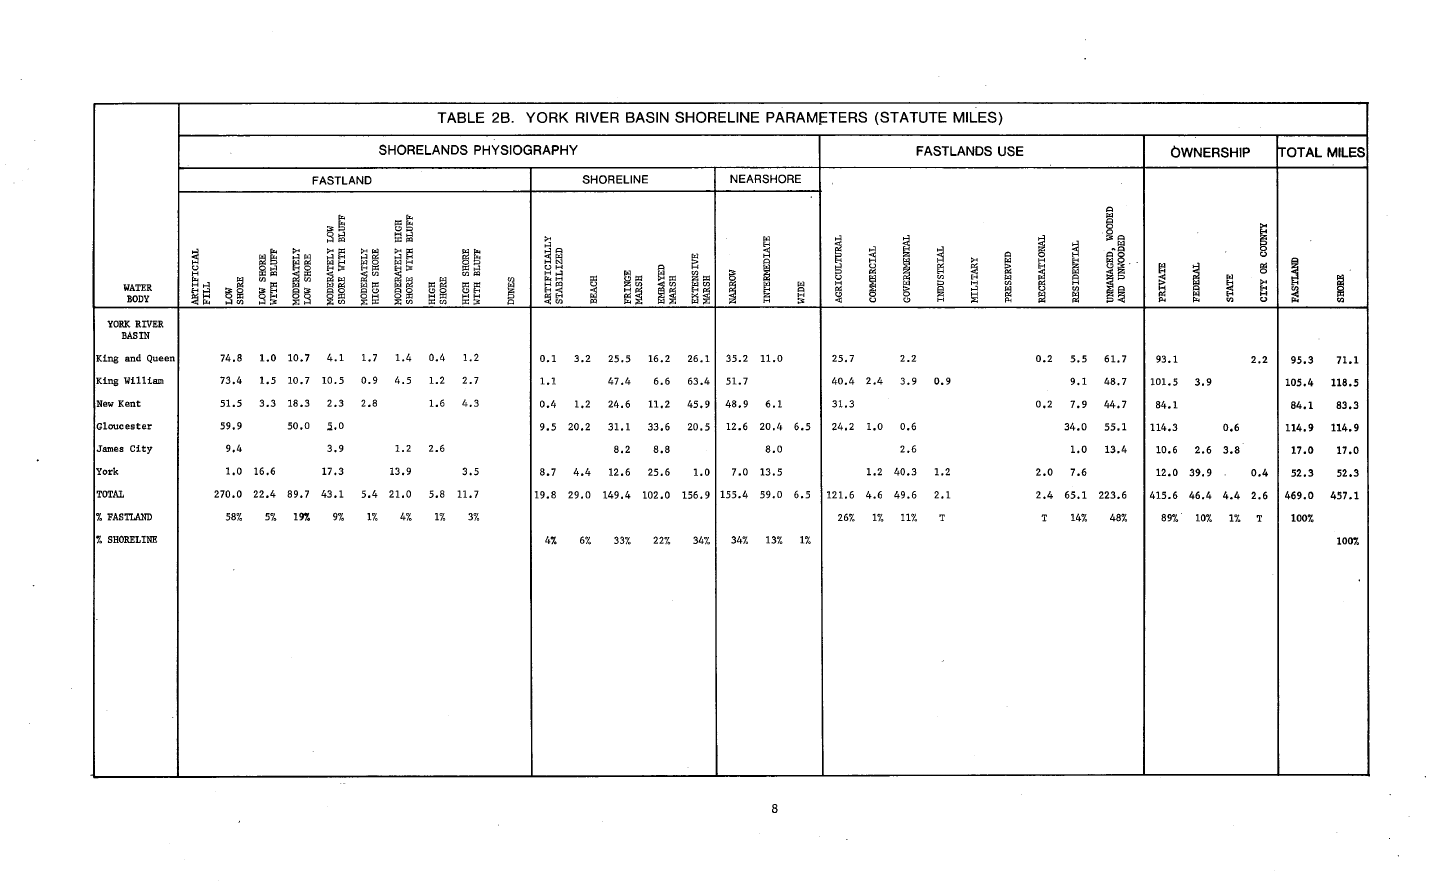 TABLE 2B. YORK RIVER BASIN SHORELINE PARAMETERS (STATUTE MILES)
SHORELANDS PHYSIOGRAPHY FASTLANDS USE OWNERSHIP TOTAL MILES
FASTLAND SHORELINE NEARSHORE
WATER BODY
ARTIFICIAL FILL
LOW SHORE
LOW SHORE WITH BLUFF
MODERATELY LOW SHORE
MODERATELY LOW SHORE WITH BLUFF
MODERATELY HIGH SHORE
MODERATELY HIGH SHORE WITH BLUFF
HIGH SHORE
HIGH SHORE WITH BLUFF
DUNES
ARTIFICIALLY STABILIZED
BEACH
FRINGE MARSH
EMBAYED MARSH
EXTENSIVE MARSH
NARROW
INTERMEDIATE
WIDE
AGRICULTURAL
COMMERCIAL
GOVERNMENTAL
INDUSTRIAL
MILITARY
PRESERVED
RECREATIONAL
RESIDENTIAL
UNMANAGED, WOODED AND UNWOODED
PRIVATE
FEDERAL
STATE
CITY OR COUNTY
FASTLAND
SHORE
YORK RIVER
BASIN
King and Queen 74.8 1.0 10.7 4.1 1.7 1.4 0.4 1.2 0.1 3.2 25.5 16.2 26.1 35.2 11.0 25.7 2.2 0.2 5.5 61.7 93.1 2.2 95.3 71.1
King William 73.4 1.5 10.7 10.5 0.9 4.5 1.2 2.7 1.1 47.4 6.6 63.4 51.7 40.4 2.4 3.9 0.9 9.1 48.7 101.5 3.9 105.4 118.5
New Kent 51.5 3.3 18.3 2.3 2.8 1.6 4.3 0.4 1.2 24.6 11.2 45.9 48.9 6.1 31.3 0.2 7.9 44.7 84.1 84.1 83.3
Gloucester 59.9 50.0 5.0 9.5 20.2 31.1 33.6 20.5 12.6 20.4 6.5 24.2 1.0 0.6 34.0 55.1 114.3 0.6 114.9 114.9
James City 9.4 3.9 1.2 2.6 8.2 8.8 8.0 2.6 1.0 13.4 10.6 2.6 3.8 17.0 17.0
York 1.0 16.6 17.3 13.9 3.5 8.7 4.4 12.6 25.6 1.0 7.0 13.5 1.2 40.3 1.2 2.0 7.6 12.0 39.9 0.4 52.3 52.3
TOTAL 270.0 22.4 89.7 43.1 5.4 21.0 5.8 11.7 19.8 29.0 149.4 102.0 156.9 155.4 59.0 6.5 121.6 4.6 49.6 2.1 2.4 65.1 223.6 415.6 46.4 4.4 2.6 469.0 457.1
% FASTLAND 58% 5% 19% 9% 1% 4% 1% 3% 26% 1% 11% T T 14% 48% 89% 10% 1% T 100%
% SHORELINE 4% 6% 33% 22% 34% 34% 13% 1% 100%
8